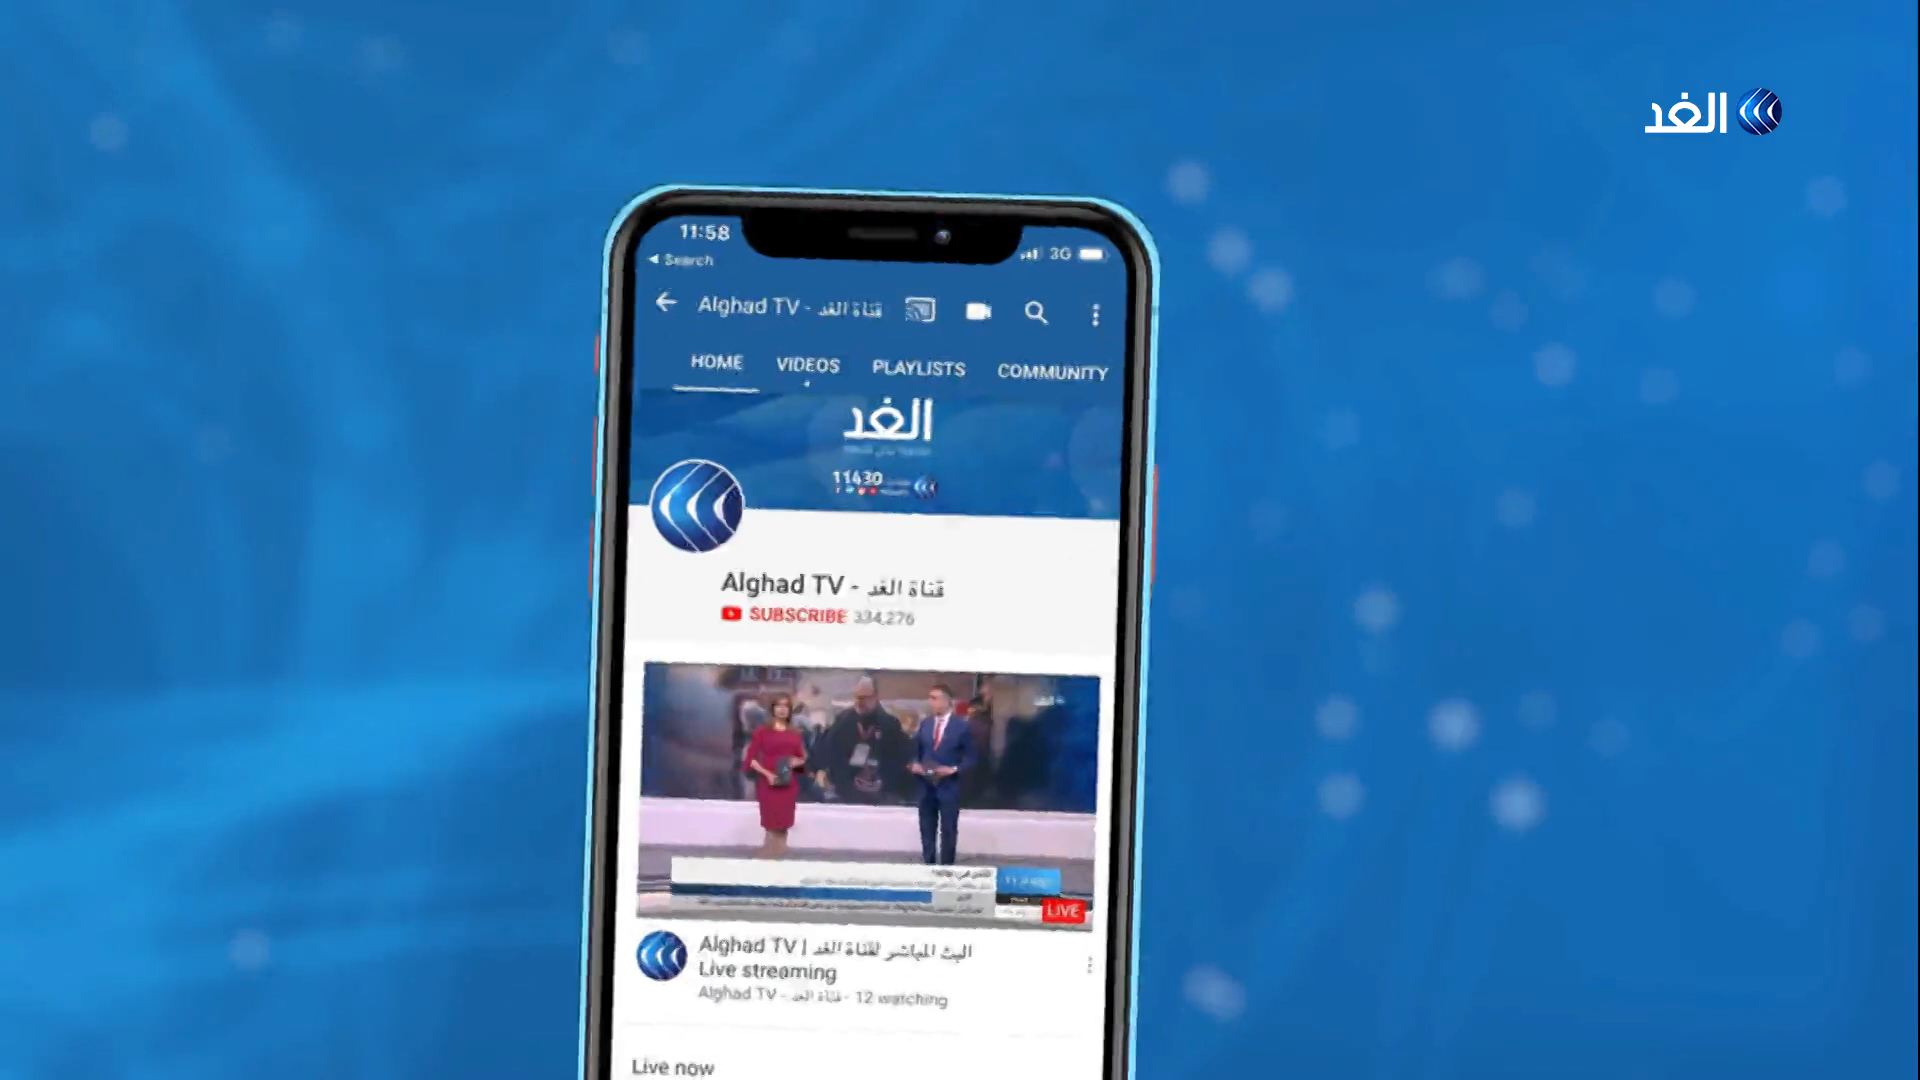 الغد
11:58
3G
Search
Alghad TV - قناة الغد
HOME VIDEOS PLAYLISTS COMMUNITY
الغد
11430
Alghad TV - قناة الغد
SUBSCRIBE 334,276
LIVE
Alghad TV | البث المباشر لقناة الغد
Live streaming
Alghad TV - قناة الغد - 12 watching
Live now